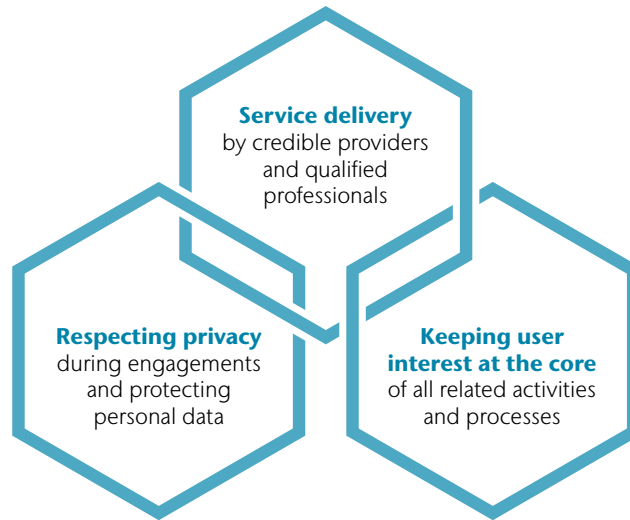 Service delivery
by credible providers
and qualified
professionals
Respecting privacy
during engagements
and protecting
personal data
Keeping user
interest at the core
of all related activities
and processes